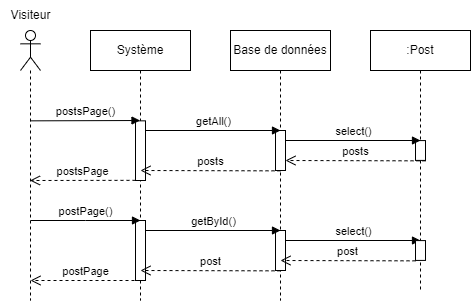 Visiteur
Système
Base de données
:Post
postsPage()
getAll()
select()
posts
posts
postsPage
postPage()
getById()
select()
post
post
postPage